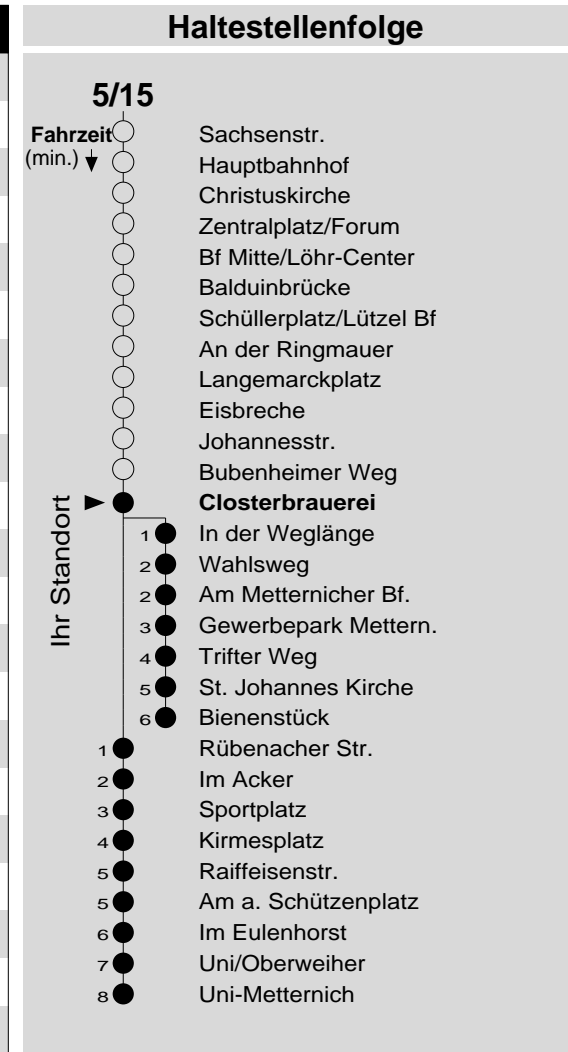 Haltestellenfolge
5/15
Fahrzeit
(min.)
Sachsenstr.
Hauptbahnhof
Christuskirche
Zentralplatz/Forum
Bf Mitte/Löhr-Center
Balduinbrücke
Schüllerplatz/Lützel Bf
An der Ringmauer
Langemarckplatz
Eisbreche
Johannesstr.
Bubenheimer Weg
Ihr Standort
Closterbrauerei
1 In der Weglänge
2 Wahlsweg
2 Am Metternicher Bf.
3 Gewerbepark Mettern.
4 Trifter Weg
5 St. Johannes Kirche
6 Bienenstück
1 Rübenacher Str.
2 Im Acker
3 Sportplatz
4 Kirmesplatz
5 Raiffeisenstr.
5 Am a. Schützenplatz
6 Im Eulenhorst
7 Uni/Oberweiher
8 Uni-Metternich